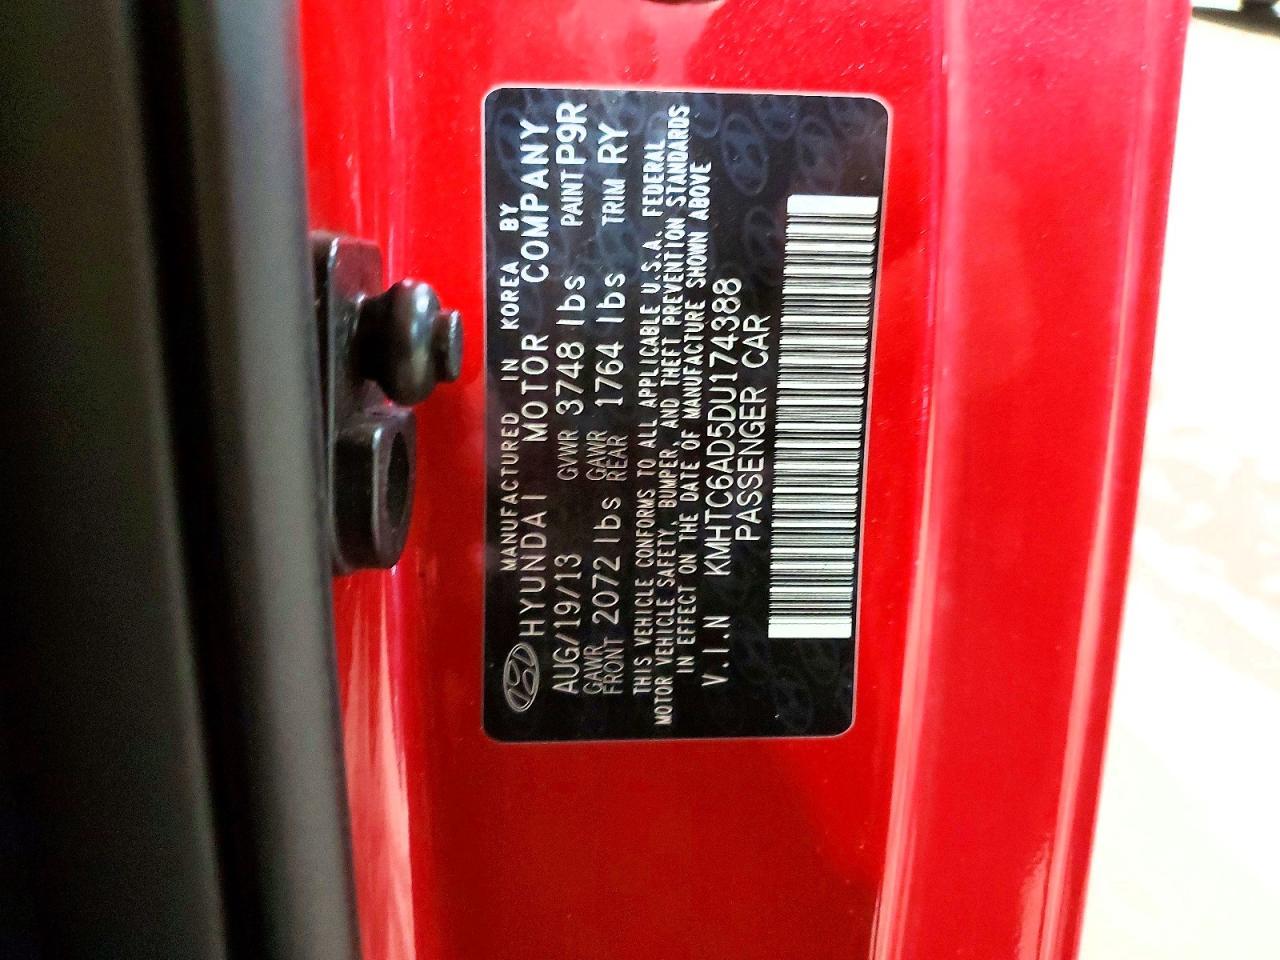 MANUFACTURED IN KOREA BY
HYUNDAI MOTOR COMPANY
AUG/19/13 GVWR 3748 lbs PAINT P9R
GAWR FRONT 2072 lbs GAWR REAR 1764 lbs TRIM RY
THIS VEHICLE CONFORMS TO ALL APPLICABLE U.S.A. FEDERAL
MOTOR VEHICLE SAFETY, BUMPER, AND THEFT PREVENTION STANDARDS
IN EFFECT ON THE DATE OF MANUFACTURE SHOWN ABOVE
V.I.N KMHTC6AD5DU174388
PASSENGER CAR